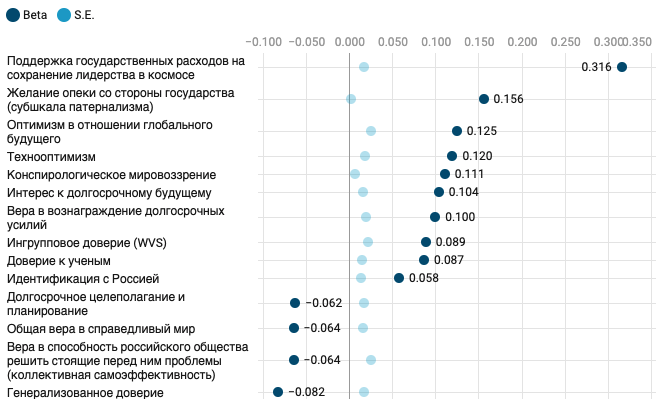 Beta S.E.
−0.100 −0.050 0.000 0.050 0.100 0.150 0.200 0.250 0.300 0.350
Поддержка государственных расходов на
сохранение лидерства в космосе
0.316
Желание опеки со стороны государства
(субшкала патернализма)
0.156
Оптимизм в отношении глобального
будущего
0.125
Технооптимизм 0.120
Конспирологическое мировоззрение 0.111
Интерес к долгосрочному будущему 0.104
Вера в вознаграждение долгосрочных
усилий
0.100
Ингрупповое доверие (WVS) 0.089
Доверие к ученым 0.087
Идентификация с Россией 0.058
Долгосрочное целеполагание и
планирование
−0.062
Общая вера в справедливый мир −0.064
Вера в способность российского общества
решить стоящие перед ним проблемы
(коллективная самоэффективность)
−0.064
Генерализованное доверие −0.082